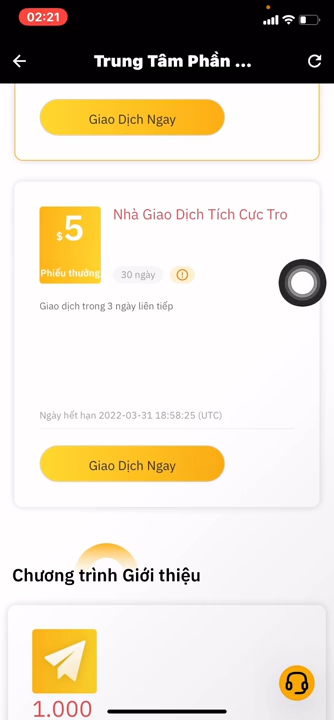 02:21
Trung Tâm Phần ...
Giao Dịch Ngay
$5
Phiếu thưởng
Nhà Giao Dịch Tích Cực Tro
30 ngày
Giao dịch trong 3 ngày liên tiếp
Ngày hết hạn 2022-03-31 18:58:25 (UTC)
Giao Dịch Ngay
Chương trình Giới thiệu
1.000